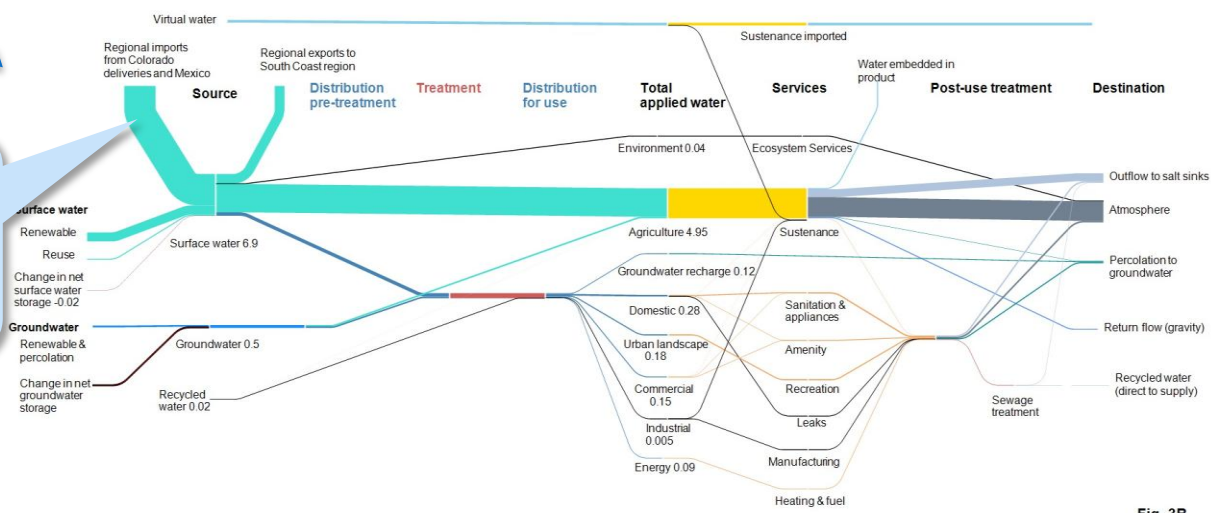 Virtual water
Sustenance imported
Regional imports
from Colorado
deliveries and Mexico
Regional exports to
South Coast region
Water embedded in
product
Source
Distribution
pre-treatment
Treatment
Distribution
for use
Total
applied water
Services
Post-use treatment
Destination
Environment 0.04
Ecosystem Services
Outflow to salt sinks
Surface water
Atmosphere
Renewable
Surface water 6.9
Agriculture 4.95
Sustenance
Reuse
Percolation to
groundwater
Change in net
surface water
storage -0.02
Groundwater recharge 0.12
Domestic 0.28
Sanitation &
appliances
Groundwater
Return flow (gravity)
Renewable &
percolation
Groundwater 0.5
Urban landscape
0.18
Amenity
Change in net
groundwater
storage
Recycled
water 0.02
Commercial
0.15
Recreation
Recycled water
(direct to supply)
Sewage
treatment
Industrial
0.005
Leaks
Energy 0.09
Manufacturing
Heating & fuel